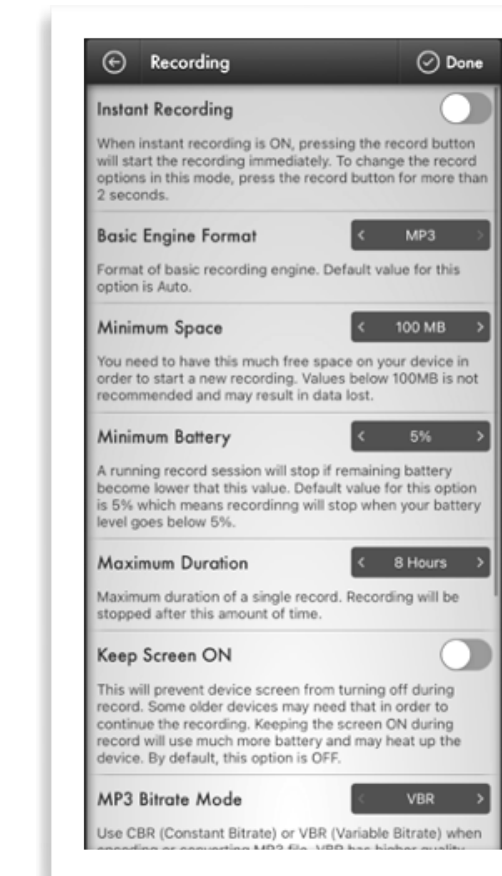 Recording Done
Instant Recording
When instant recording is ON, pressing the record button
will start the recording immediately. To change the record
options in this mode, press the record button for more than
2 seconds.
Basic Engine Format < MP3 >
Format of basic recording engine. Default value for this
option is Auto.
Minimum Space < 100 MB >
You need to have this much free space on your device in
order to start a new recording. Values below 100MB is not
recommended and may result in data lost.
Minimum Battery < 5% >
A running record session will stop if remaining battery
become lower that this value. Default value for this option
is 5% which means recordinng will stop when your battery
level goes below 5%.
Maximum Duration < 8 Hours >
Maximum duration of a single record. Recording will be
stopped after this amount of time.
Keep Screen ON
This will prevent device screen from turning off during
record. Some older devices may need that in order to
continue the recording. Keeping the screen ON during
record will use much more battery and may heat up the
device. By default, this option is OFF.
MP3 Bitrate Mode < VBR >
Use CBR (Constant Bitrate) or VBR (Variable Bitrate) when